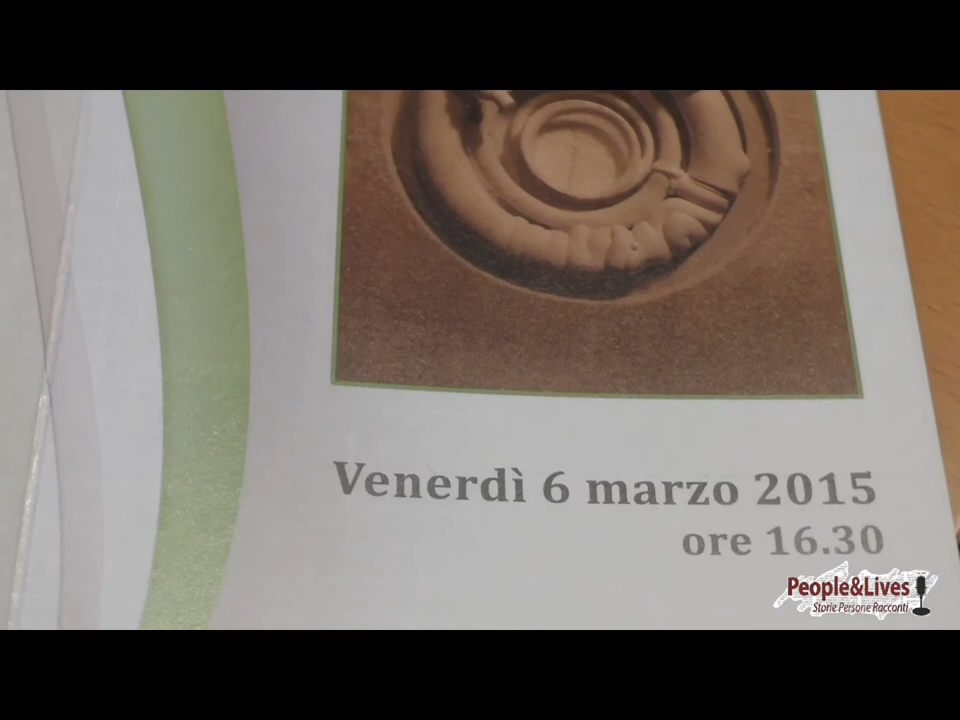 Venerdì 6 marzo 2015
ore 16.30
People&Lives
Storie Persone Racconti